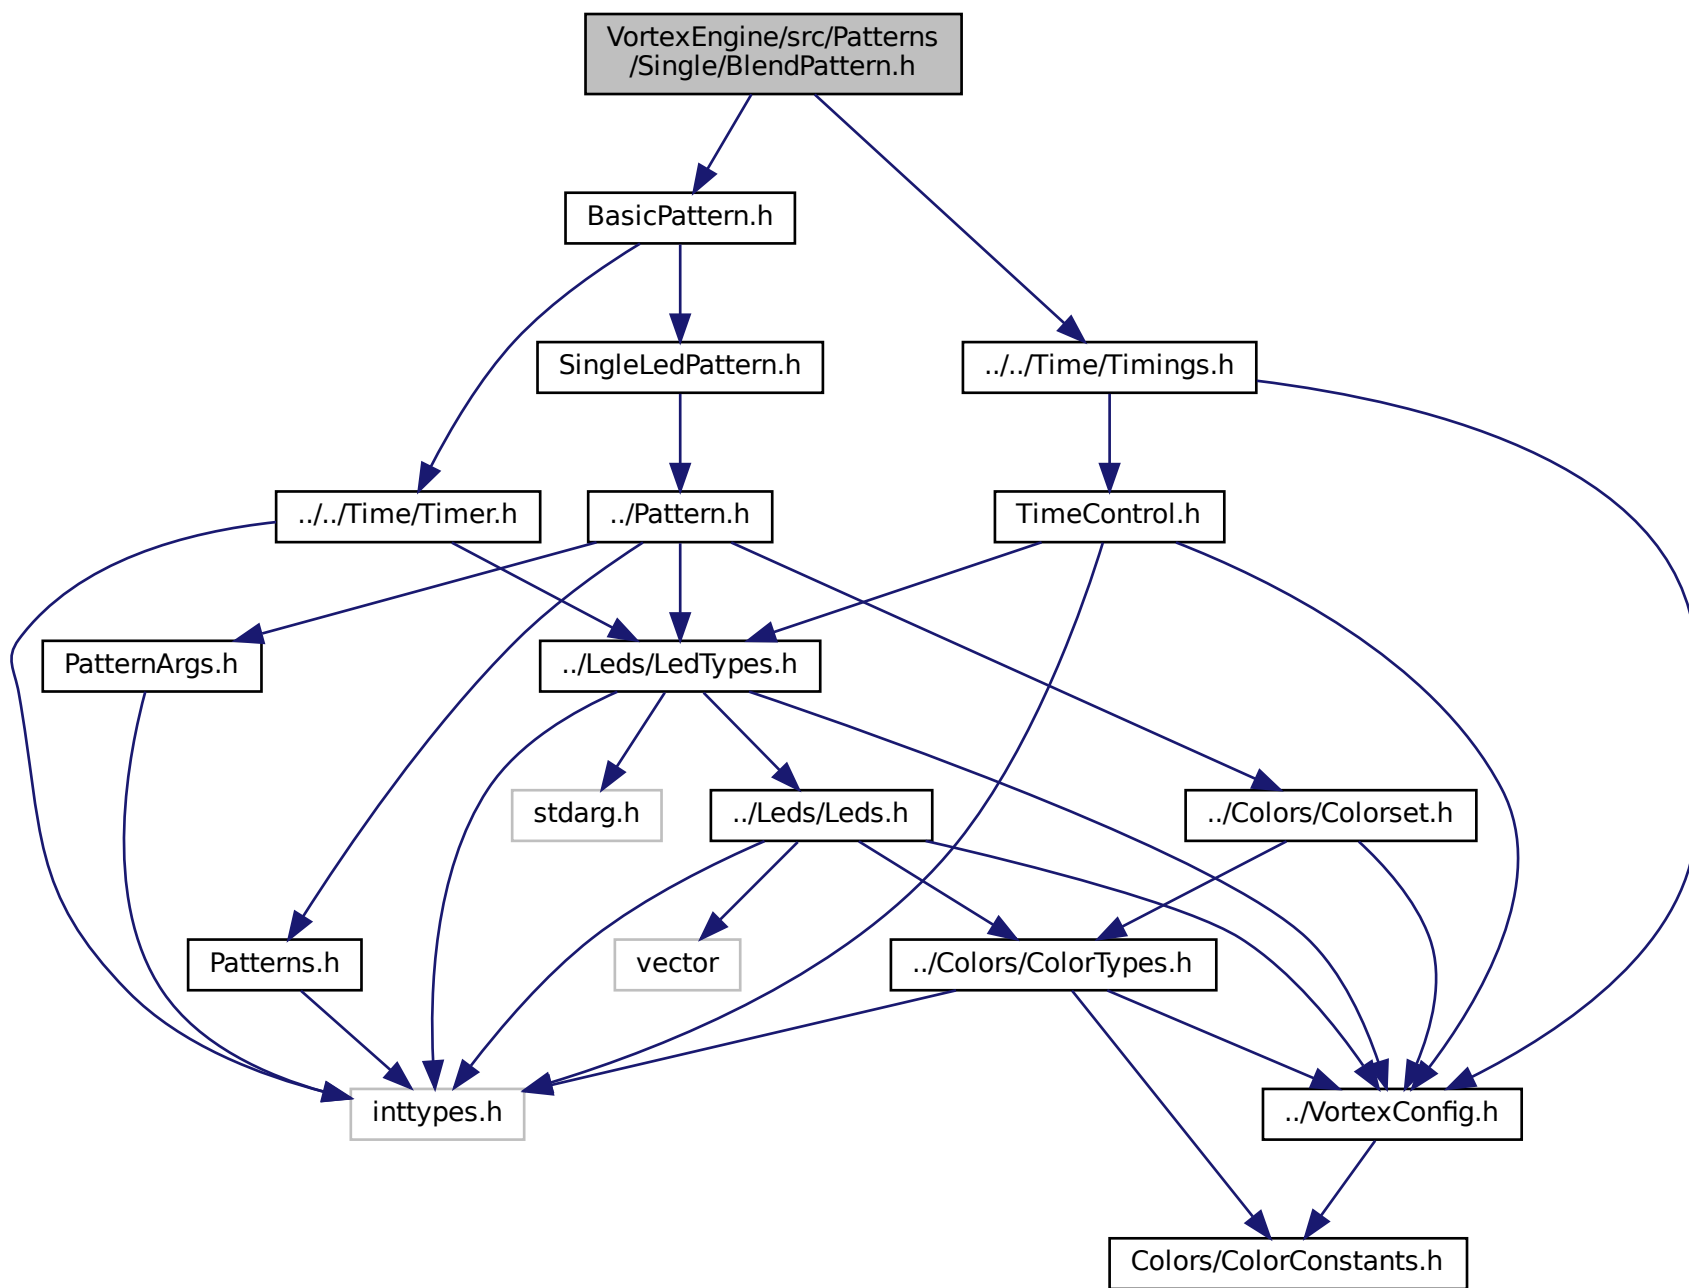 VortexEngine/src/Patterns
/Single/BlendPattern.h
BasicPattern.h
SingleLedPattern.h
../../Time/Timings.h
../../Time/Timer.h
../Pattern.h
TimeControl.h
PatternArgs.h
../Leds/LedTypes.h
stdarg.h
../Leds/Leds.h
../Colors/Colorset.h
Patterns.h
vector
../Colors/ColorTypes.h
inttypes.h
../VortexConfig.h
Colors/ColorConstants.h